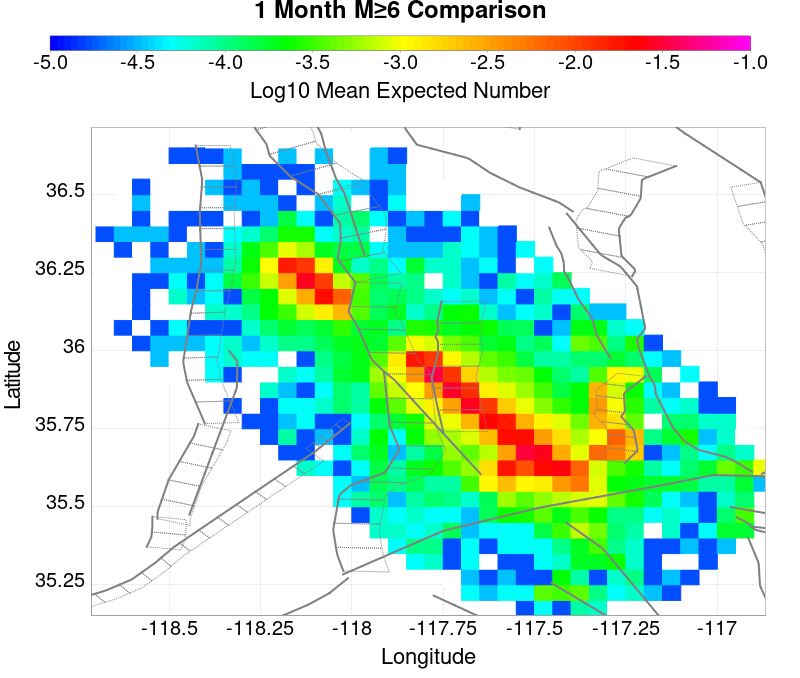 1 Month M≥6 Comparison
-5.0 -4.5 -4.0 -3.5 -3.0 -2.5 -2.0 -1.5 -1.0
Log10 Mean Expected Number
36.5
36.25
36
35.75
35.5
35.25
Latitude
-118.5 -118.25 -118 -117.75 -117.5 -117.25 -117
Longitude